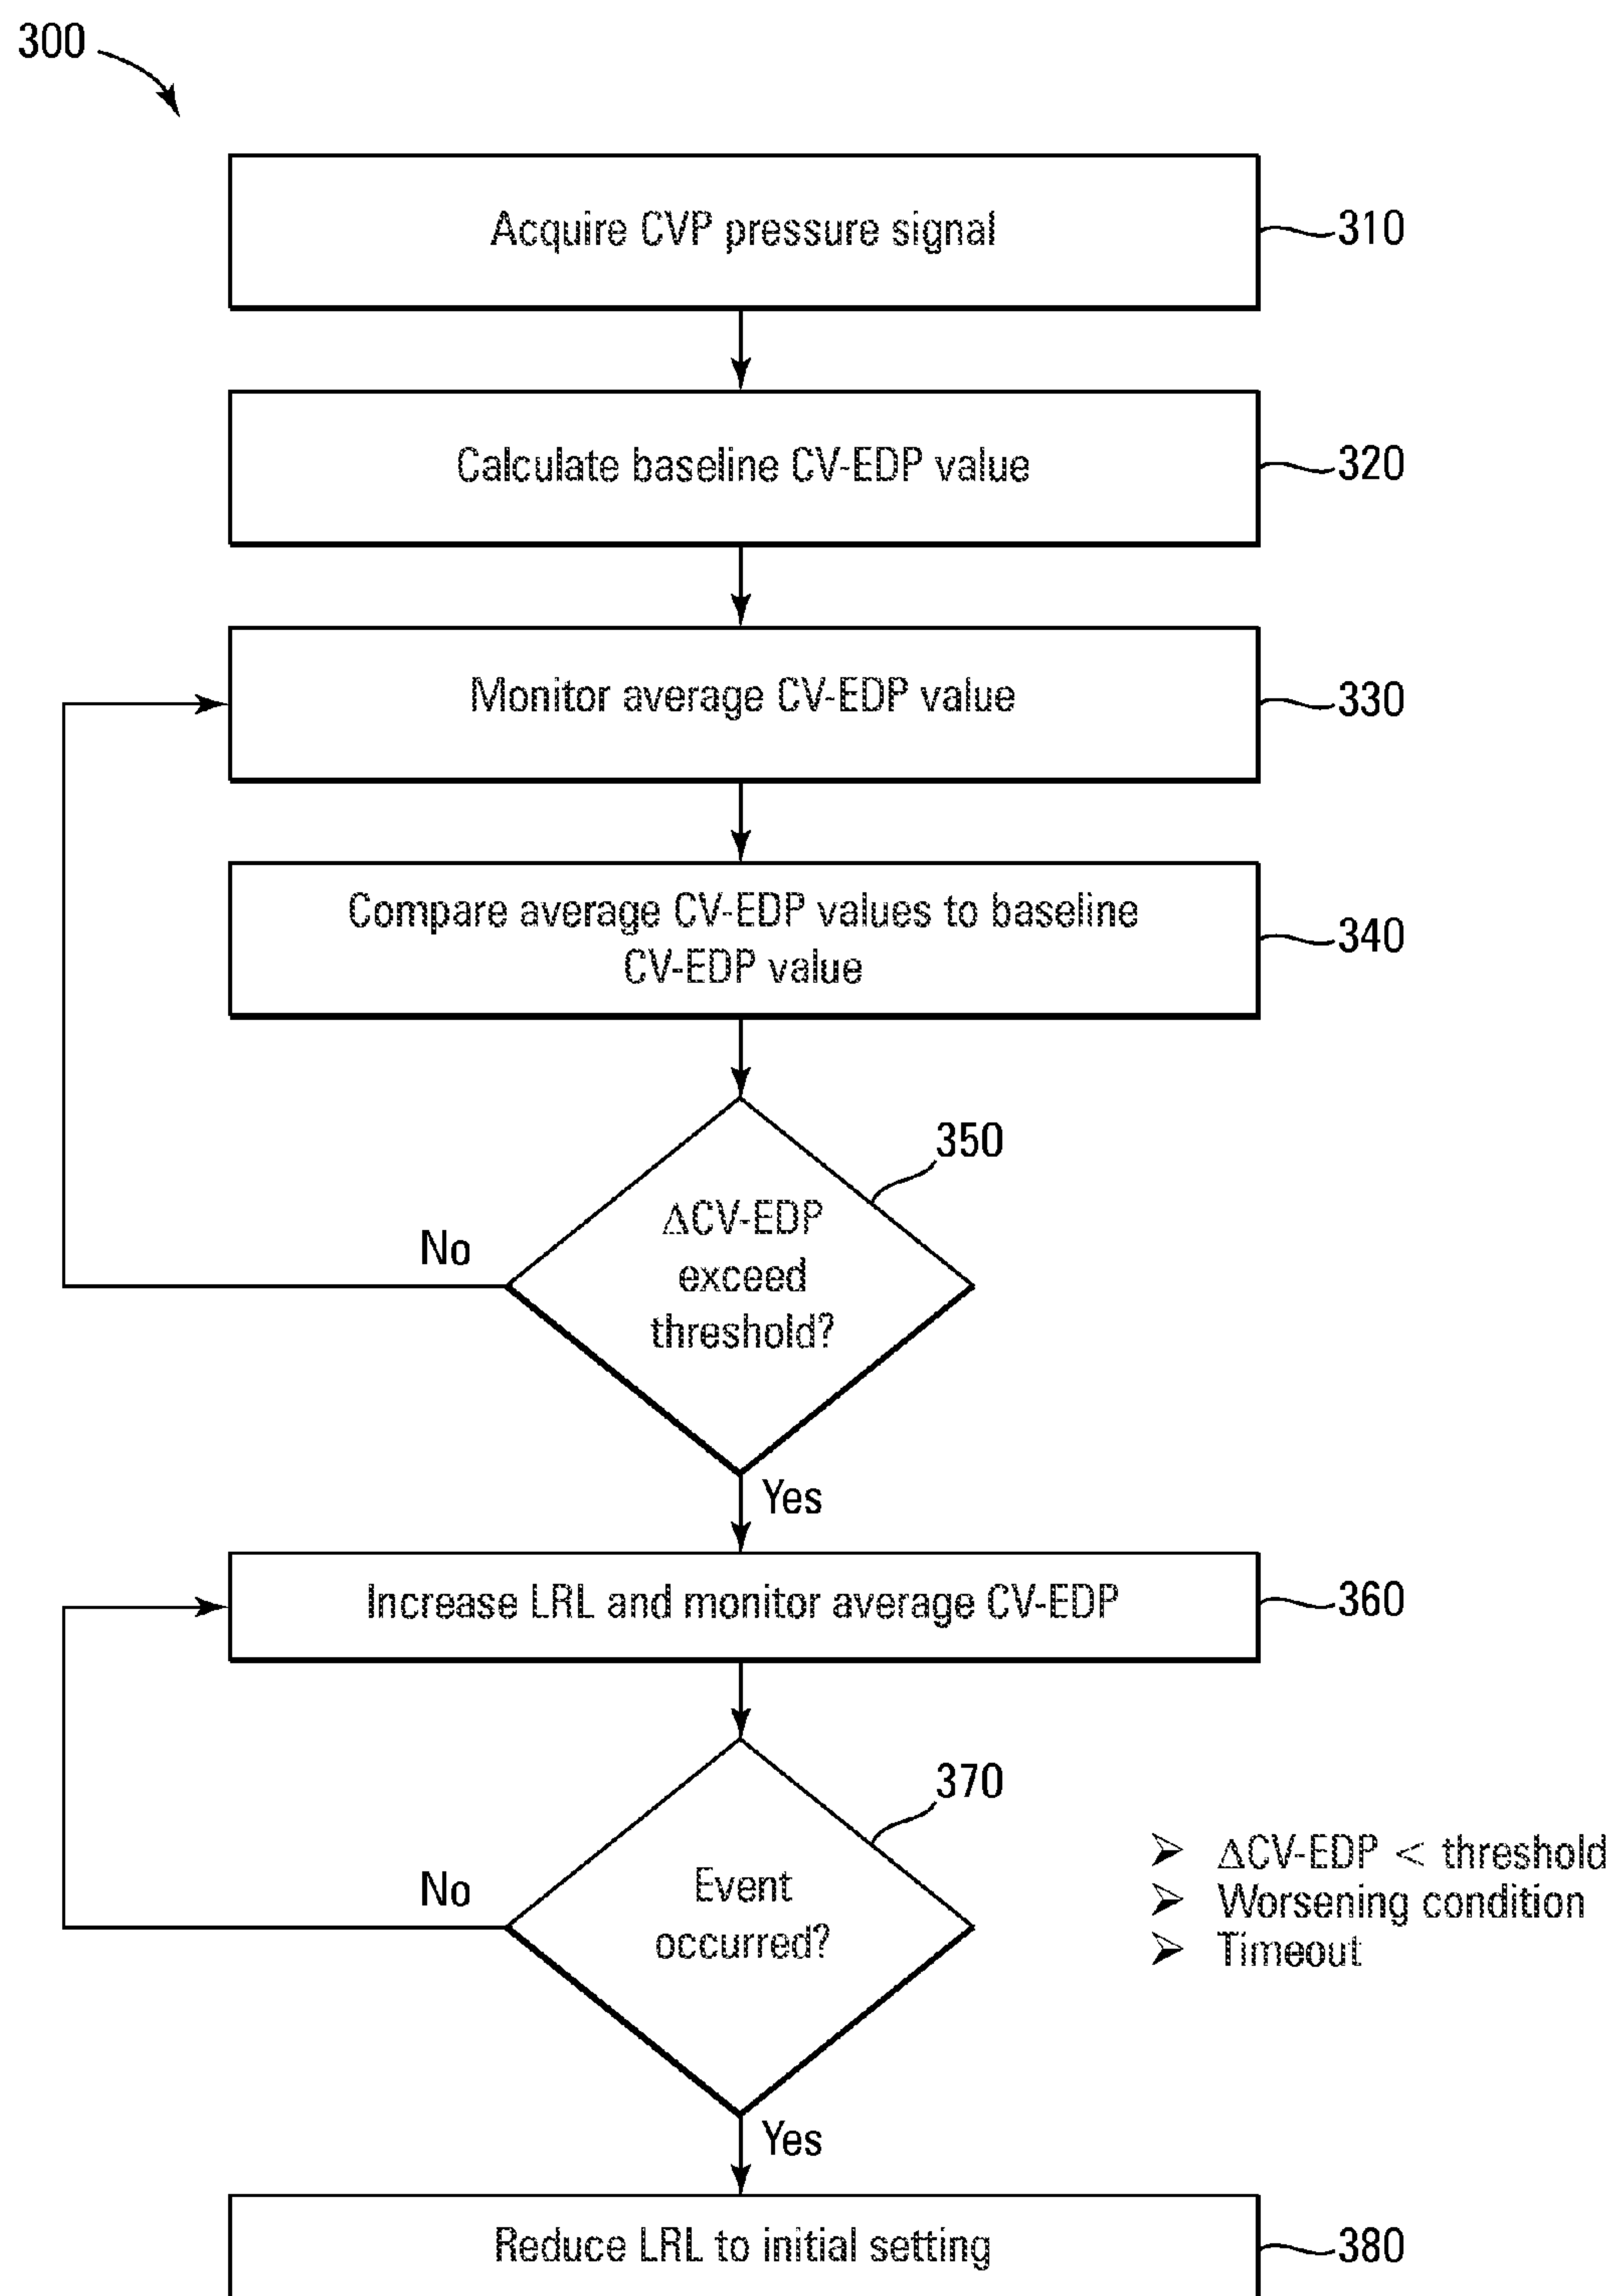 300
Acquire CVP pressure signal
310
Calculate baseline CV-EDP value
320
Monitor average CV-EDP value
330
Compare average CV-EDP values to baseline
CV-EDP value
340
350
ΔCV-EDP
exceed
threshold?
No
Yes
Increase LRL and monitor average CV-EDP
360
370
Event
occurred?
No
➢ ΔCV-EDP < threshold
➢ Worsening condition
➢ Timeout
Yes
Reduce LRL to initial setting
380